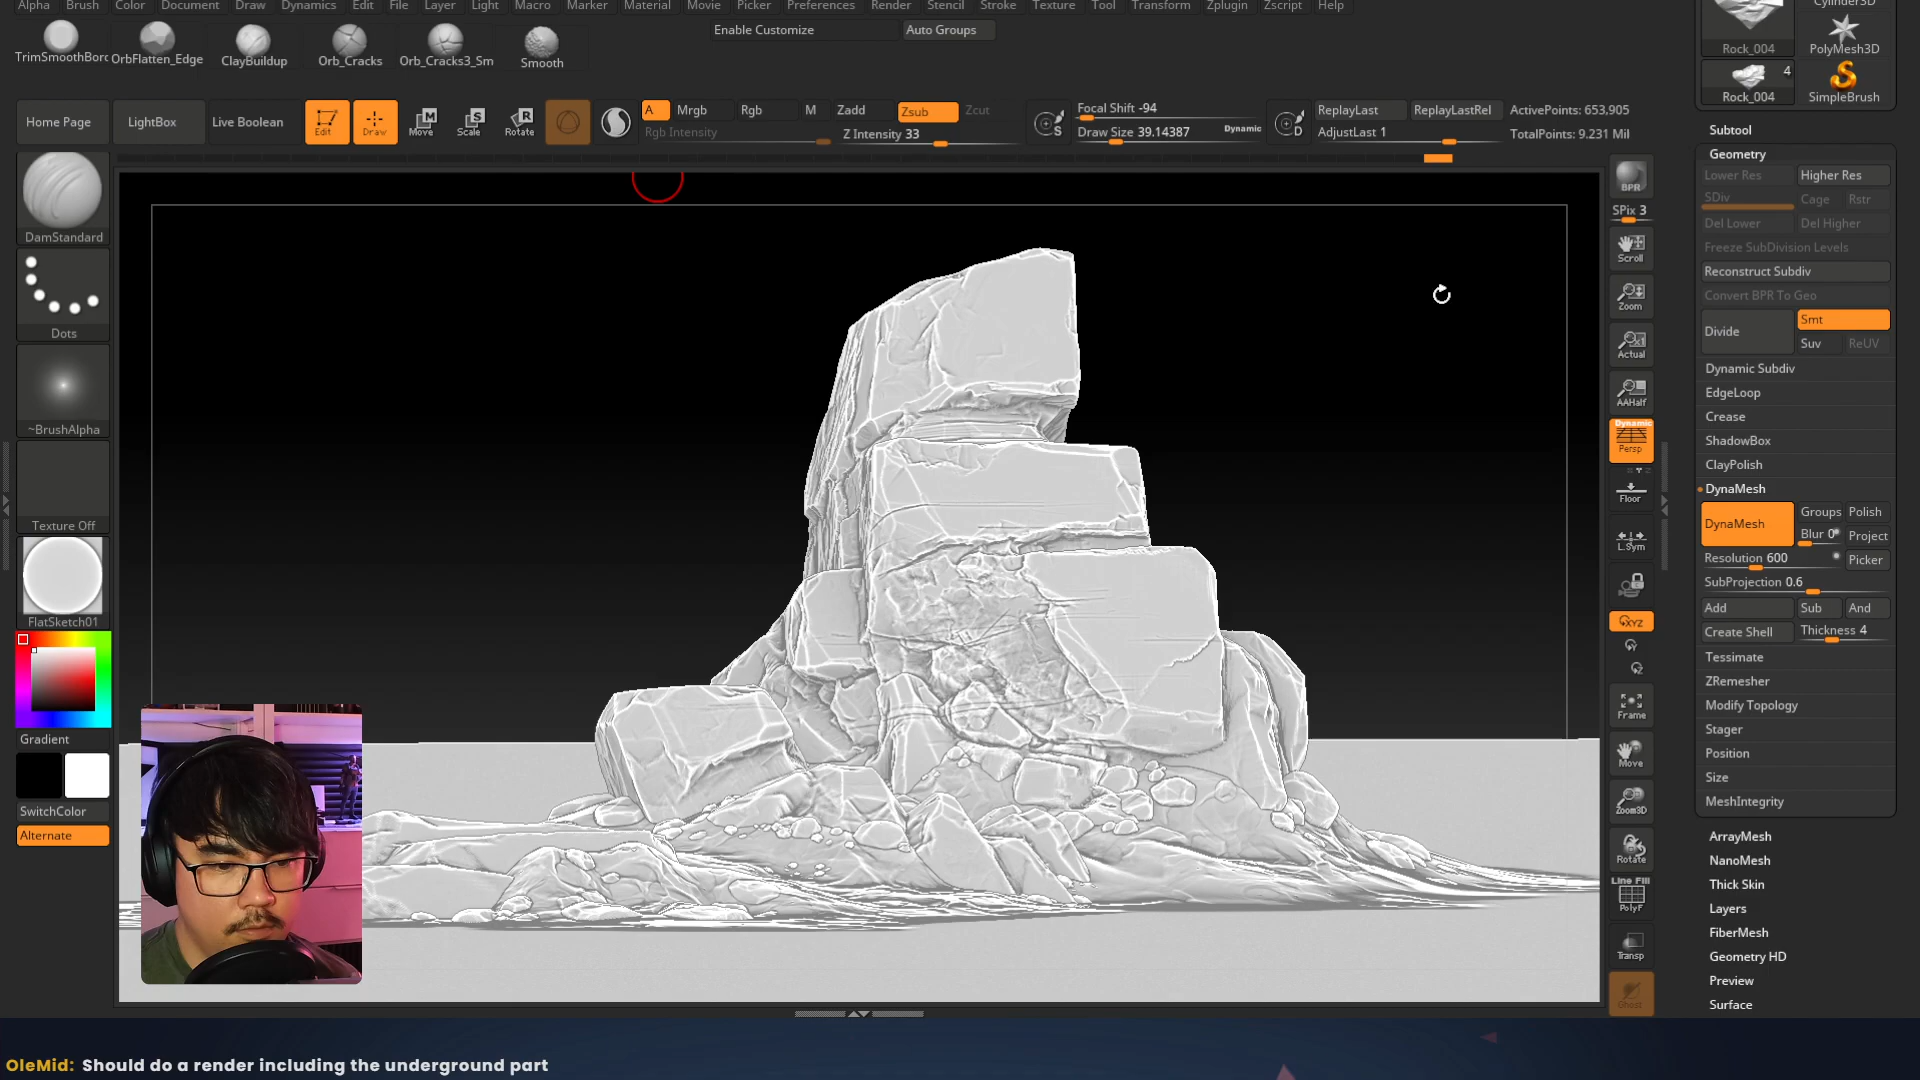 Alpha Brush Color Document Draw Dynamics Edit File Layer Light Macro Marker Material Movie Picker Preferences Render Stencil Stroke Texture Tool Transform Zplugin Zscript Help
Enable Customize Auto Groups
TrimSmoothBorc OrbFlatten_Edge ClayBuildup Orb_Cracks Orb_Cracks3_Sm Smooth
Home Page LightBox Live Boolean
Edit Draw Move Scale Rotate
A Mrgb Rgb M Zadd Zsub Zcut
Rgb Intensity Z Intensity 33
Focal Shift -94
Draw Size 39.14387 Dynamic
ReplayLast ReplayLastRel
AdjustLast 1
ActivePoints: 653,905
TotalPoints: 9.231 Mil
DamStandard
Dots
~BrushAlpha
Texture Off
FlatSketch01
Gradient
SwitchColor
Alternate
BPR
SPix 3
Scroll
Zoom
Actual
AAHalf
Dynamic
Persp
Floor
L.Sym
XYZ
Y
Z
Frame
Move
Zoom3D
Rotate
Line Fill
PolyF
Transp
Ghost
Cylinder3D
Rock_004 PolyMesh3D
4
Rock_004 SimpleBrush
Subtool
Geometry
Lower Res Higher Res
SDiv Cage Rstr
Del Lower Del Higher
Freeze SubDivision Levels
Reconstruct Subdiv
Convert BPR To Geo
Divide Smt
Suv ReUV
Dynamic Subdiv
EdgeLoop
Crease
ShadowBox
ClayPolish
DynaMesh
DynaMesh Groups Polish
Blur 0 Project
Resolution 600 Picker
SubProjection 0.6
Add Sub And
Create Shell Thickness 4
Tessimate
ZRemesher
Modify Topology
Stager
Position
Size
MeshIntegrity
ArrayMesh
NanoMesh
Thick Skin
Layers
FiberMesh
Geometry HD
Preview
Surface
OleMid: Should do a render including the underground part